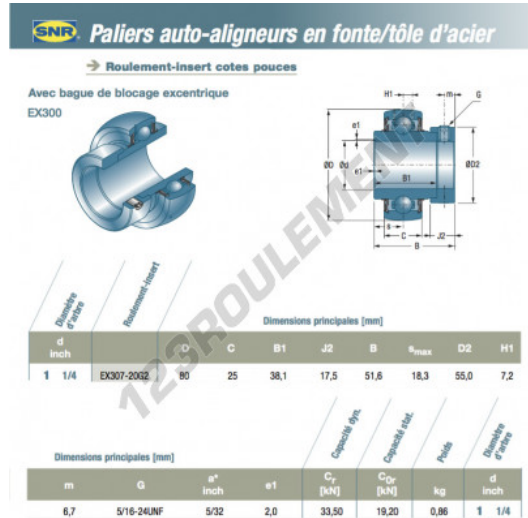 SNR Paliers auto-aligneurs en fonte/tôle d'acier
→ Roulement-insert cotes pouces
Avec bague de blocage excentrique
EX300
H1 m G
e1
ØD Ød ØD2
e1 B1
s
C J2
B
123ROULEMENT
Diamètre d'arbre Roulement-insert Dimensions principales [mm]
d inch D C B1 J2 B smax D2 H1
1 1/4 EX307-20G2 80 25 38,1 17,5 51,6 18,3 55,0 7,2
Dimensions principales [mm] Capacité dyn. Capacité stat. Poids Diamètre d'arbre
m G a* inch e1 Cr [kN] C0r [kN] kg d inch
6,7 5/16-24UNF 5/32 2,0 33,50 19,20 0,86 1 1/4